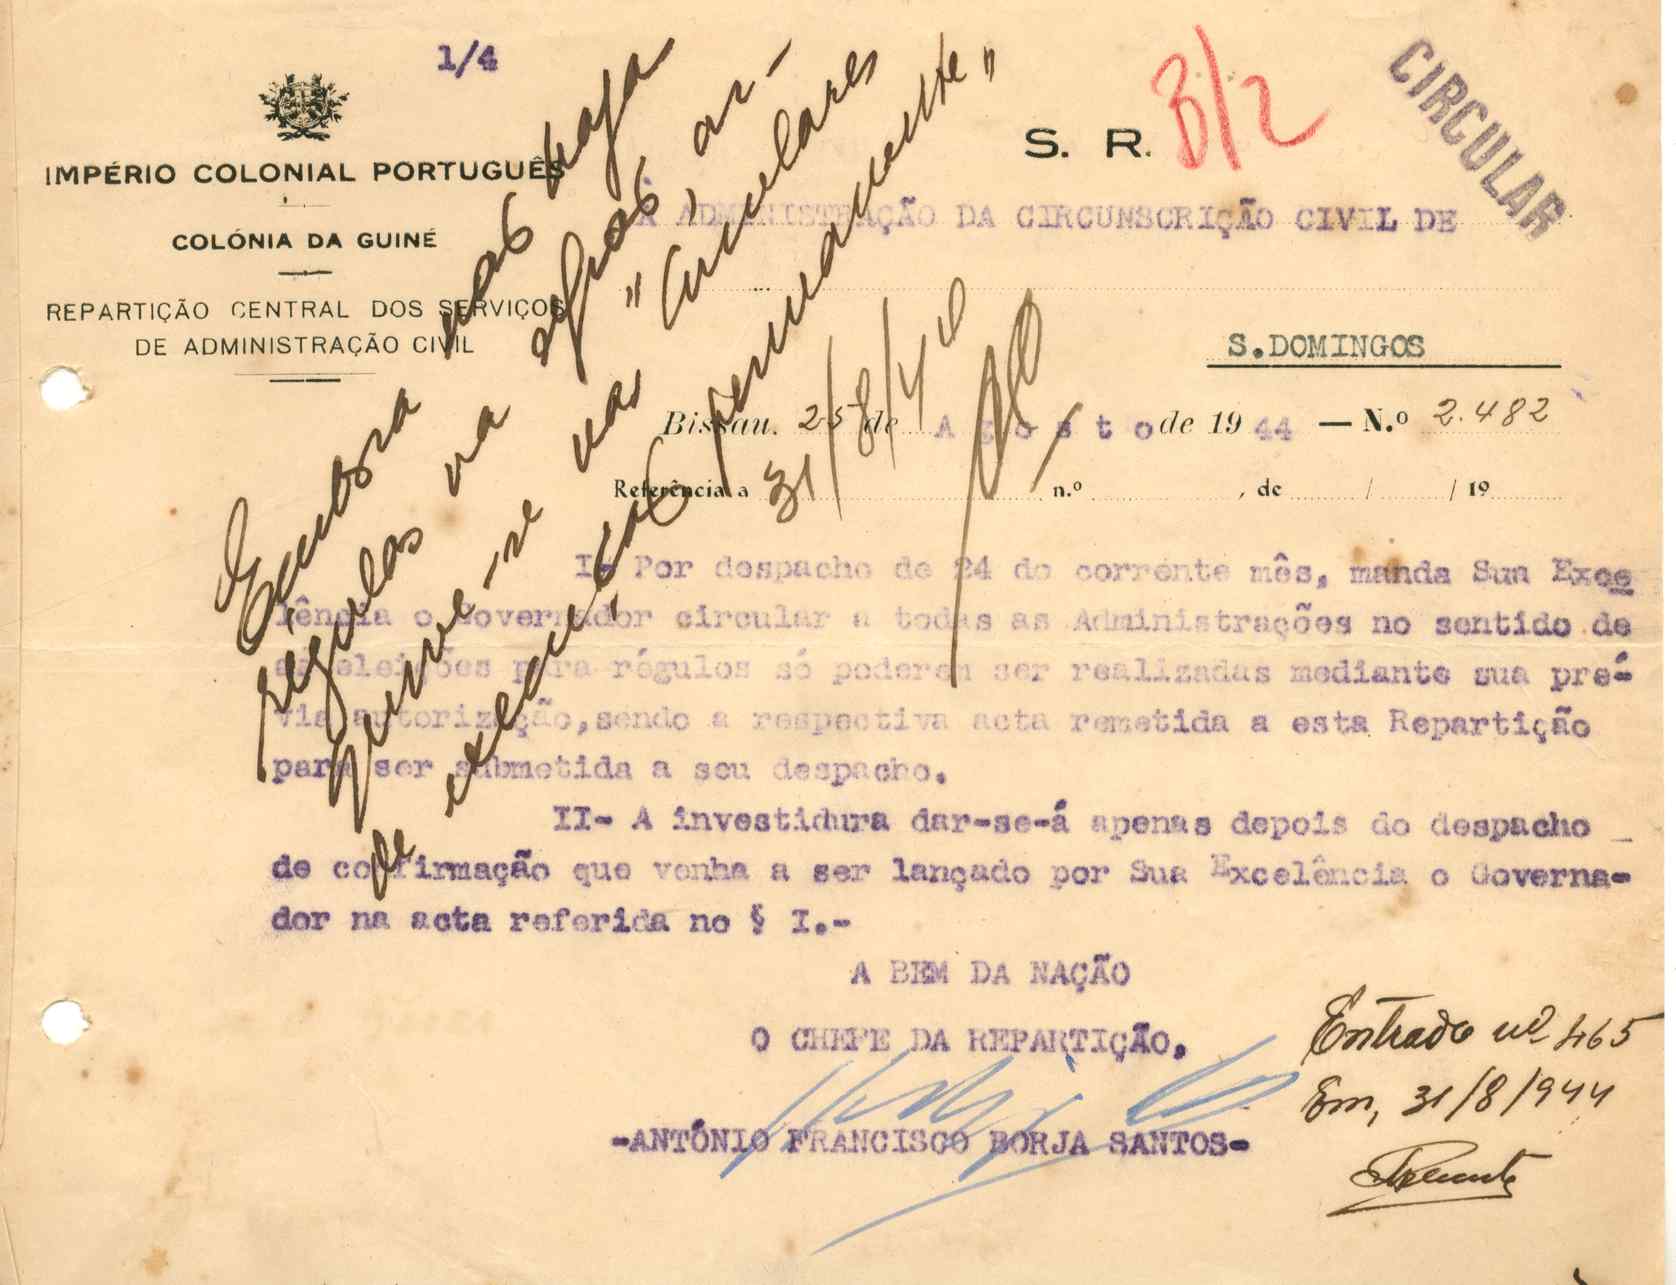 1/4
IMPÉRIO COLONIAL PORTUGUÊS
COLÓNIA DA GUINÉ
REPARTIÇÃO CENTRAL DOS SERVIÇOS
DE ADMINISTRAÇÃO CIVIL
S. R.
B/2
CIRCULAR
À ADMINISTRAÇÃO DA CIRCUNSCRIÇÃO CIVIL DE
S.DOMINGOS
Bissau, 25 de Agosto de 1944 — N.º 2.482
Referência a n.º , de / / 19
Embora não haja
régulos na área, ar-
quive-se nas "Circulares
de execução permanente"
31/8/44
I- Por despacho de 24 do corrente mês, manda Sua Exce
lência o Governador circular a todas as Administrações no sentido de
as eleições para régulos só poderem ser realizadas mediante sua pré-
via autorização, sendo a respectiva acta remetida a esta Repartição
para ser submetida a seu despacho.
II- A investidura dar-se-á apenas depois do despacho
de confirmação que venha a ser lançado por Sua Excelência o Governa-
dor na acta referida no § I.-
A BEM DA NAÇÃO
O CHEFE DA REPARTIÇÃO,
-ANTÓNIO FRANCISCO BORJA SANTOS-
Entrado nº 465
Em, 31/8/944